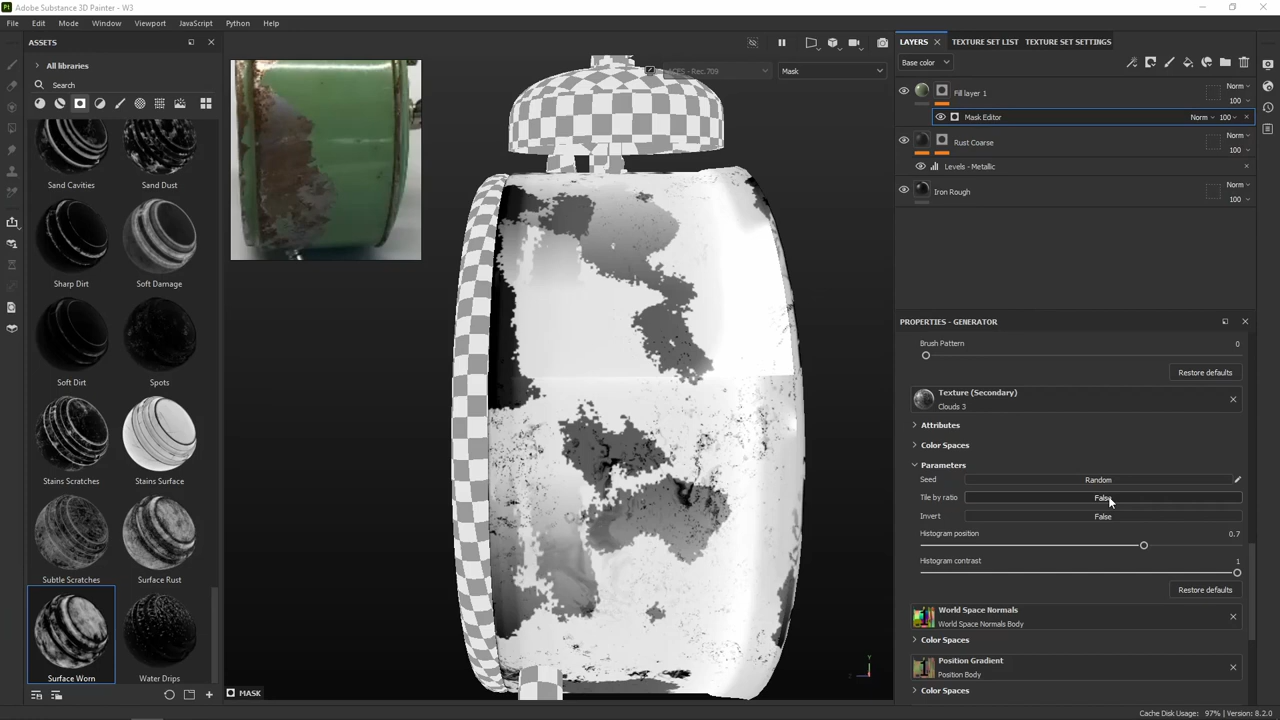 Adobe Substance 3D Painter - W3
File Edit Mode Window Viewport JavaScript Python Help
ASSETS
All libraries
Search
Sand Cavities
Sand Dust
Sharp Dirt
Soft Damage
Soft Dirt
Spots
Stains Scratches
Stains Surface
Subtle Scratches
Surface Rust
Surface Worn
Water Drips
ACES - Rec.709
Mask
MASK
Y
LAYERS
TEXTURE SET LIST
TEXTURE SET SETTINGS
Base color
Fill layer 1
Norm
100
Mask Editor
Norm
100
Rust Coarse
Norm
100
Levels - Metallic
Iron Rough
Norm
100
PROPERTIES - GENERATOR
Brush Pattern
0
Restore defaults
Texture (Secondary)
Clouds 3
Attributes
Color Spaces
Parameters
Seed
Random
Tile by ratio
False
Invert
False
Histogram position
0.7
Histogram contrast
1
Restore defaults
World Space Normals
World Space Normals Body
Color Spaces
Position Gradient
Position Body
Color Spaces
Cache Disk Usage: 97% | Version: 8.2.0